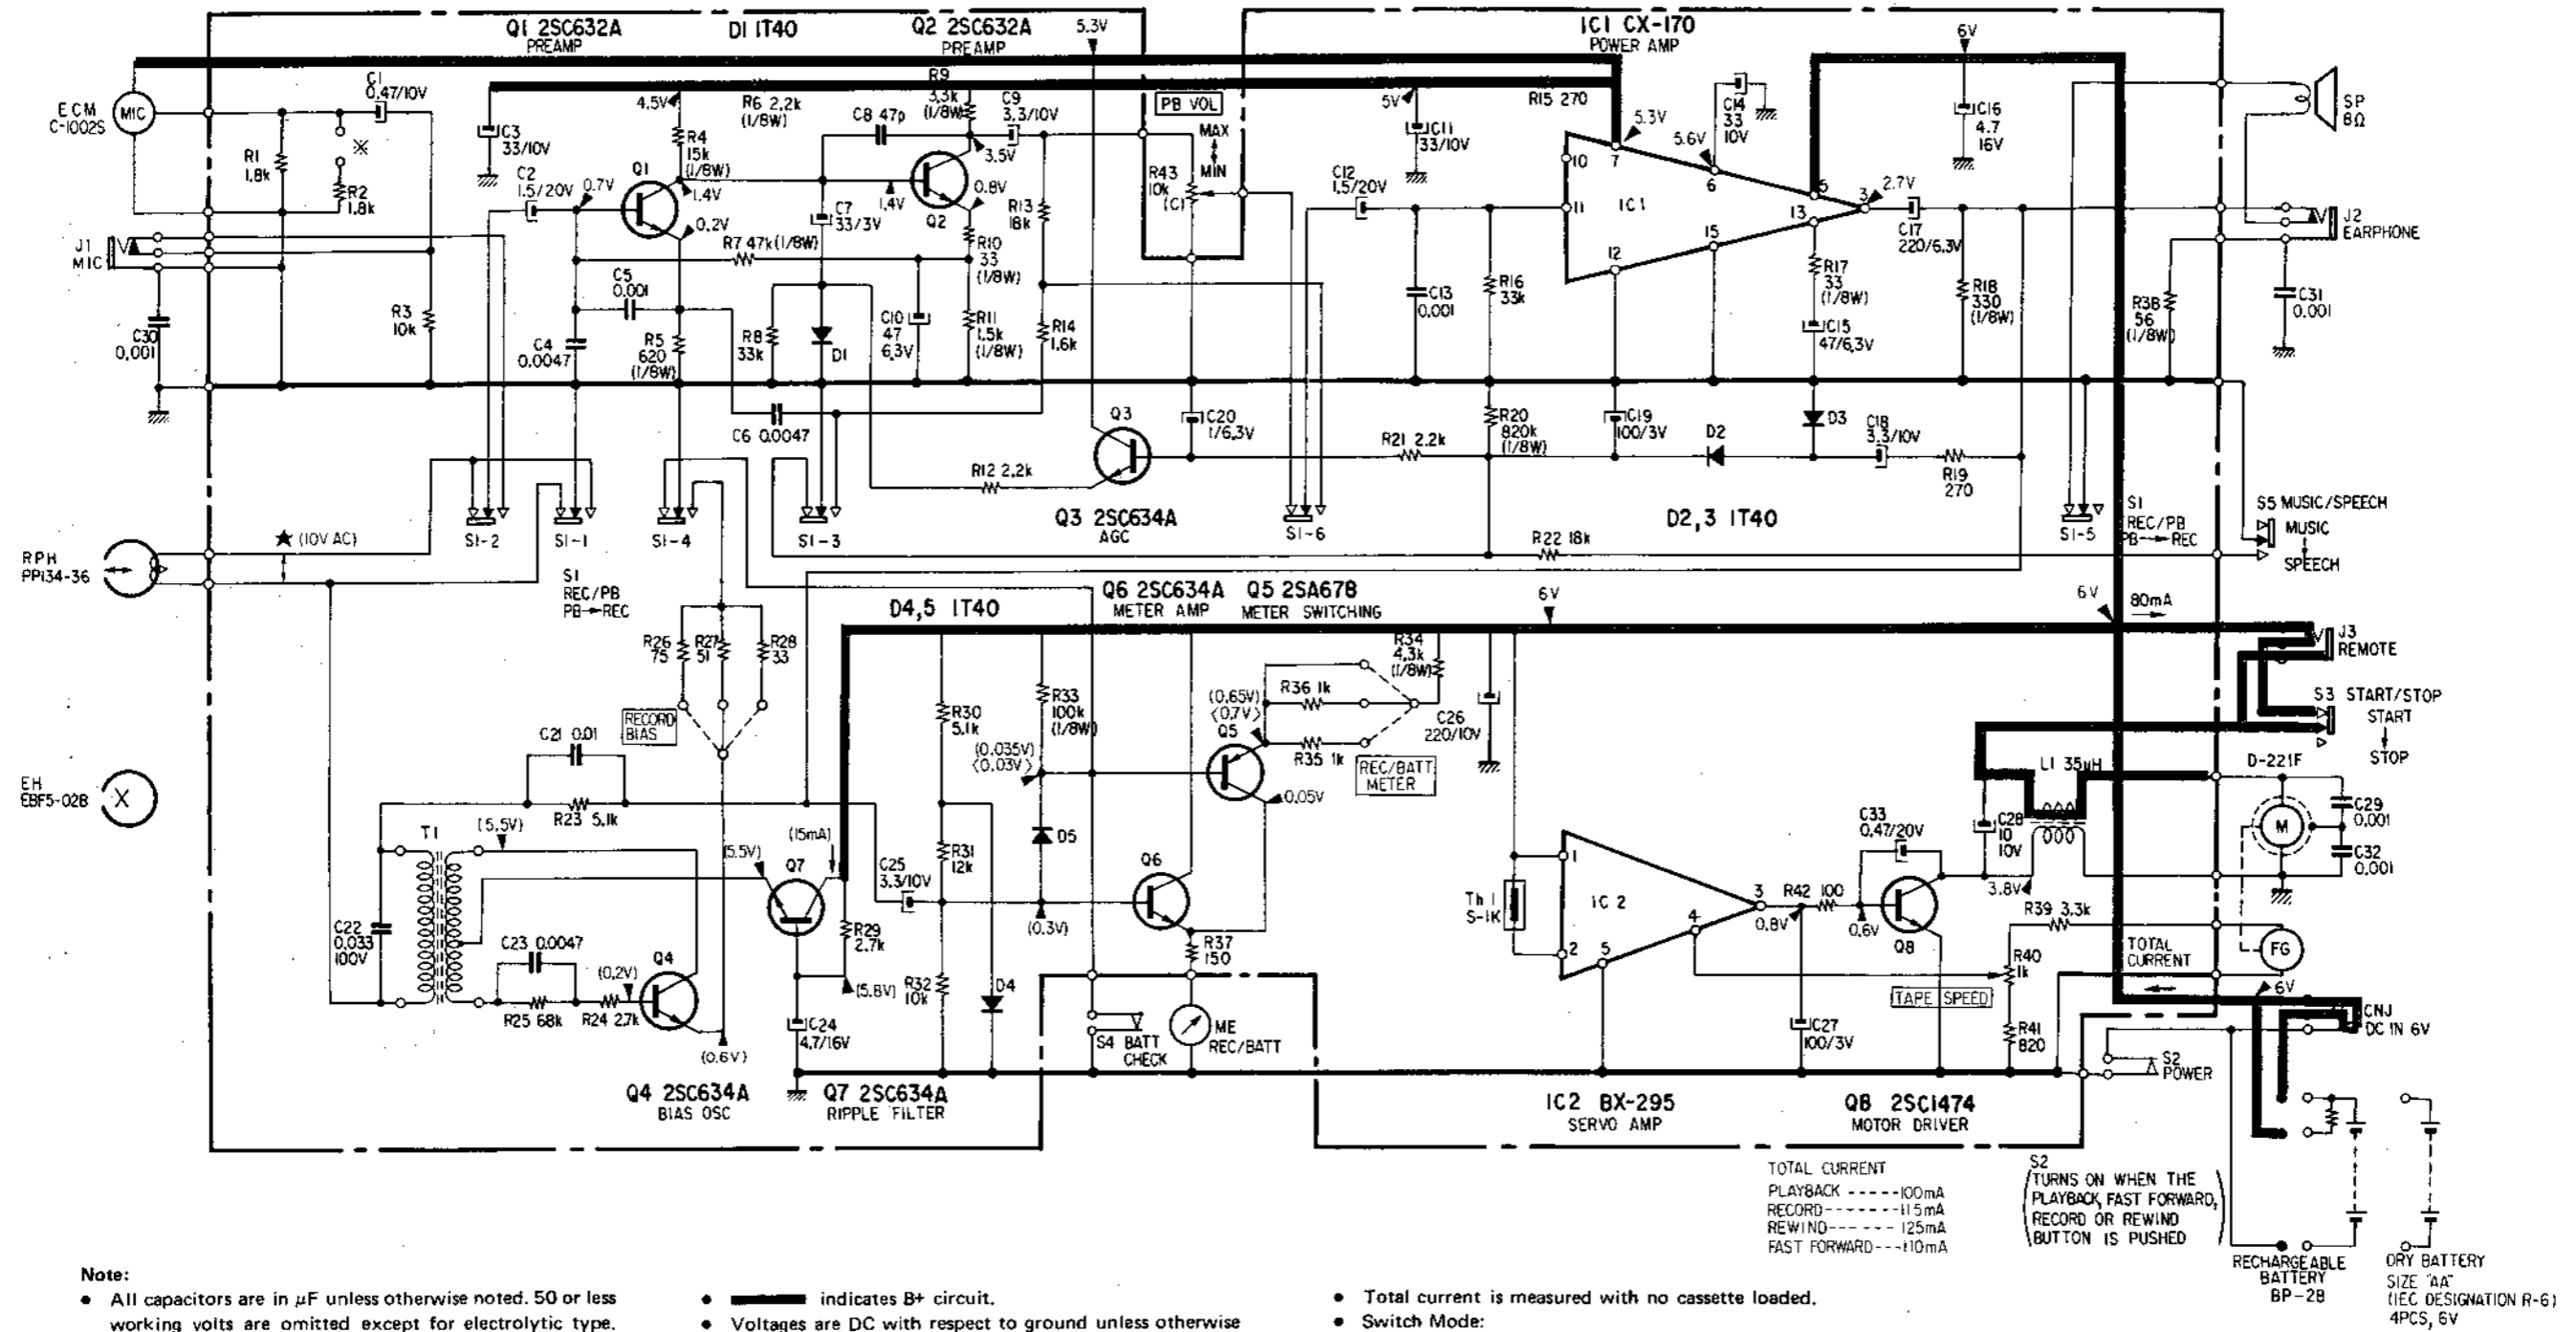 Q1 2SC632A
PREAMP
D1 1T40
Q2 2SC632A
PREAMP
5.3V
IC1 CX-170
POWER AMP
6V
ECM
C-1002S
MIC
C1
0.47/10V
R1
1.8k
※
R2
1.8k
C3
33/10V
4.5V
R4
15k
(1/8W)
R6 2.2k
(1/8W)
C8 47p
R9
3.3k
(1/8W)
C9
3.3/10V
3.5V
PB VOL
MAX
MIN
R43
10k
(C)
5V
C11
33/10V
R15 270
5.3V
C14
33
10V
5.6V
C16
4.7
16V
SP
8Ω
C2
1.5/20V
0.7V
Q1
1.4V
0.2V
C7
33/3V
1.4V
Q2
0.8V
R13
18k
C12
1.5/20V
10
7
6
5
3
11
IC1
13
15
12
2.7V
C17
220/6.3V
J2
EARPHONE
J1
MIC
R7 47k(1/8W)
R10
33
(1/8W)
C5
0.001
R3
10k
C30
0.001
C4
0.0047
R5
620
(1/8W)
R8
33k
D1
C10
47
6.3V
R11
1.5k
(1/8W)
R14
1.6k
C13
0.001
R16
33k
R17
33
(1/8W)
C15
47/6.3V
R18
330
(1/8W)
R38
56
(1/8W)
C31
0.001
C6 0.0047
Q3
C20
1/6.3V
R21 2.2k
R20
820k
(1/8W)
C19
100/3V
D2
D3
C18
3.3/10V
R19
270
R12 2.2k
Q3 2SC634A
AGC
D2,3 1T40
S1-2
S1-1
S1-4
S1-3
S1-6
S1-5
S1
REC/PB
PB→REC
S5 MUSIC/SPEECH
MUSIC
SPEECH
R22 18k
RPH
PP134-36
★ (10V AC)
S1
REC/PB
PB→REC
D4,5 1T40
Q6 2SC634A
METER AMP
Q5 2SA678
METER SWITCHING
6V
6V
80mA
J3
REMOTE
R26
75
R27
51
R28
33
RECORD
BIAS
R30
5.1k
R33
100k
(1/8W)
(0.65V)
<0.7V>
Q5
R36 1k
R35 1k
R34
4.3k
(1/8W)
REC/BATT
METER
C26
220/10V
S3 START/STOP
START
STOP
(0.035V)
<0.03V>
0.05V
L1 35μH
D-221F
EH
EBF5-02B
C21 0.01
R23 5.1k
T1
(5.5V)
(5.5V)
(15mA)
Q7
C25
3.3/10V
R31
12k
D5
Q6
(0.3V)
C33
0.47/20V
C28
10
10V
M
C29
0.001
C32
0.001
3.8V
C22
0.033
100V
C23 0.0047
(0.2V)
Q4
R25 68k
R24 2.7k
(0.6V)
R29
2.7k
(5.8V)
C24
4.7/16V
R32
10k
D4
R37
150
Th 1
S-1K
1
2
IC 2
3
4
5
R42 100
0.8V
0.6V
Q8
R39 3.3k
R40
1k
FG
TOTAL
CURRENT
6V
TAPE SPEED
CNJ
DC IN 6V
S4 BATT
CHECK
ME
REC/BATT
C27
100/3V
R41
820
S2
POWER
Q4 2SC634A
BIAS OSC
Q7 2SC634A
RIPPLE FILTER
IC2 BX-295
SERVO AMP
Q8 2SC1474
MOTOR DRIVER
TOTAL CURRENT
PLAYBACK -----100mA
RECORD-------115mA
REWIND------ 125mA
FAST FORWARD---110mA
S2
(TURNS ON WHEN THE
PLAYBACK, FAST FORWARD,
RECORD OR REWIND
BUTTON IS PUSHED)
RECHARGEABLE
BATTERY
BP-28
DRY BATTERY
SIZE "AA"
(IEC DESIGNATION R-6)
4PCS, 6V
Note:
• All capacitors are in μF unless otherwise noted. 50 or less
working volts are omitted except for electrolytic type.
• indicates B+ circuit.
• Voltages are DC with respect to ground unless otherwise
• Total current is measured with no cassette loaded.
• Switch Mode: